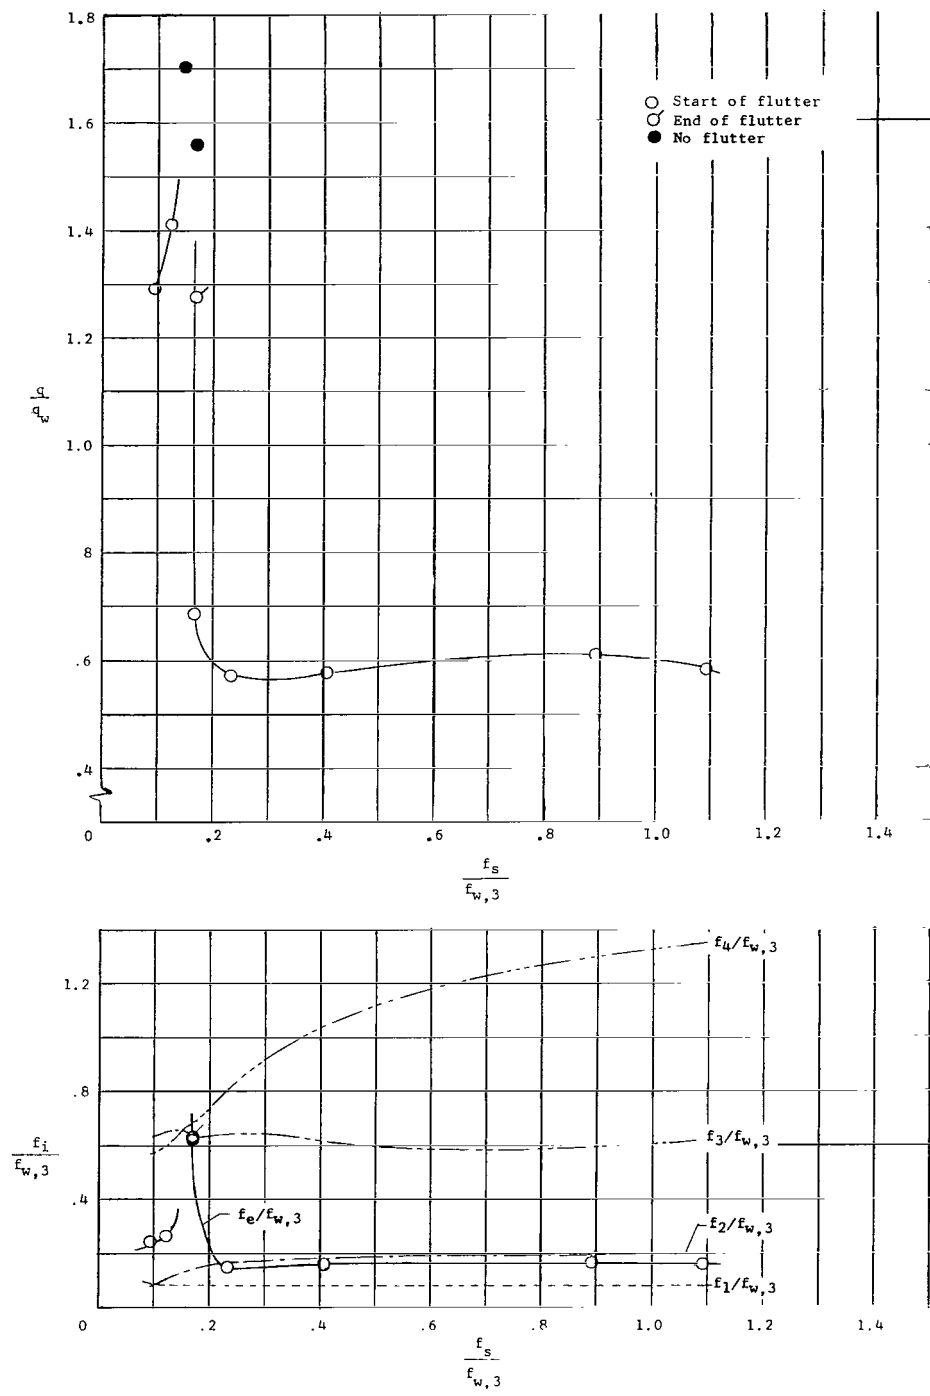 1.8
1.6
1.4
1.2
1.0
8
.6
.4
q
q_w
○ Start of flutter
○ End of flutter
● No flutter
0 .2 .4 .6 .8 1.0 1.2 1.4
f_s
f_w,3
1.2
.8
.4
f_i
f_w,3
f_4/f_w,3
f_3/f_w,3
f_e/f_w,3
f_2/f_w,3
f_1/f_w,3
0 .2 .4 .6 .8 1.0 1.2 1.4
f_s
f_w,3